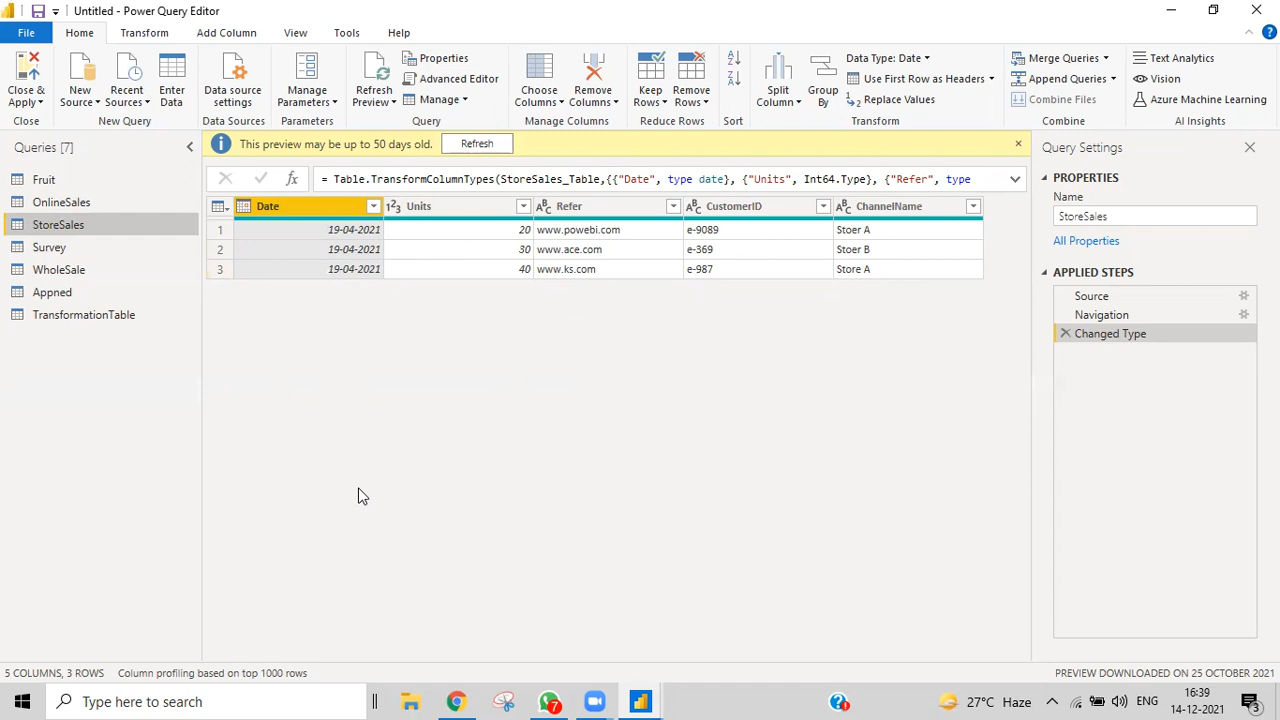 Untitled - Power Query Editor
File Home Transform Add Column View Tools Help
Close & Apply New Source Recent Sources Enter Data Data source settings Manage Parameters Refresh Preview Properties Advanced Editor Manage Choose Columns Remove Columns Keep Rows Remove Rows Split Column Group By Data Type: Date Use First Row as Headers Replace Values Merge Queries Append Queries Combine Files Text Analytics Vision Azure Machine Learning
Close New Query Data Sources Parameters Query Manage Columns Reduce Rows Sort Transform Combine AI Insights
Queries [7]
Fruit
OnlineSales
StoreSales
Survey
WholeSale
Appned
TransformationTable
This preview may be up to 50 days old. Refresh
= Table.TransformColumnTypes(StoreSales_Table,{{"Date", type date}, {"Units", Int64.Type}, {"Refer", type
Date Units Refer CustomerID ChannelName
1 19-04-2021 20 www.powebi.com e-9089 Stoer A
2 19-04-2021 30 www.ace.com e-369 Stoer B
3 19-04-2021 40 www.ks.com e-987 Store A
Query Settings
PROPERTIES
Name
StoreSales
All Properties
APPLIED STEPS
Source
Navigation
Changed Type
5 COLUMNS, 3 ROWS Column profiling based on top 1000 rows PREVIEW DOWNLOADED ON 25 OCTOBER 2021
Type here to search 7 27°C Haze ENG 16:39
14-12-2021 3